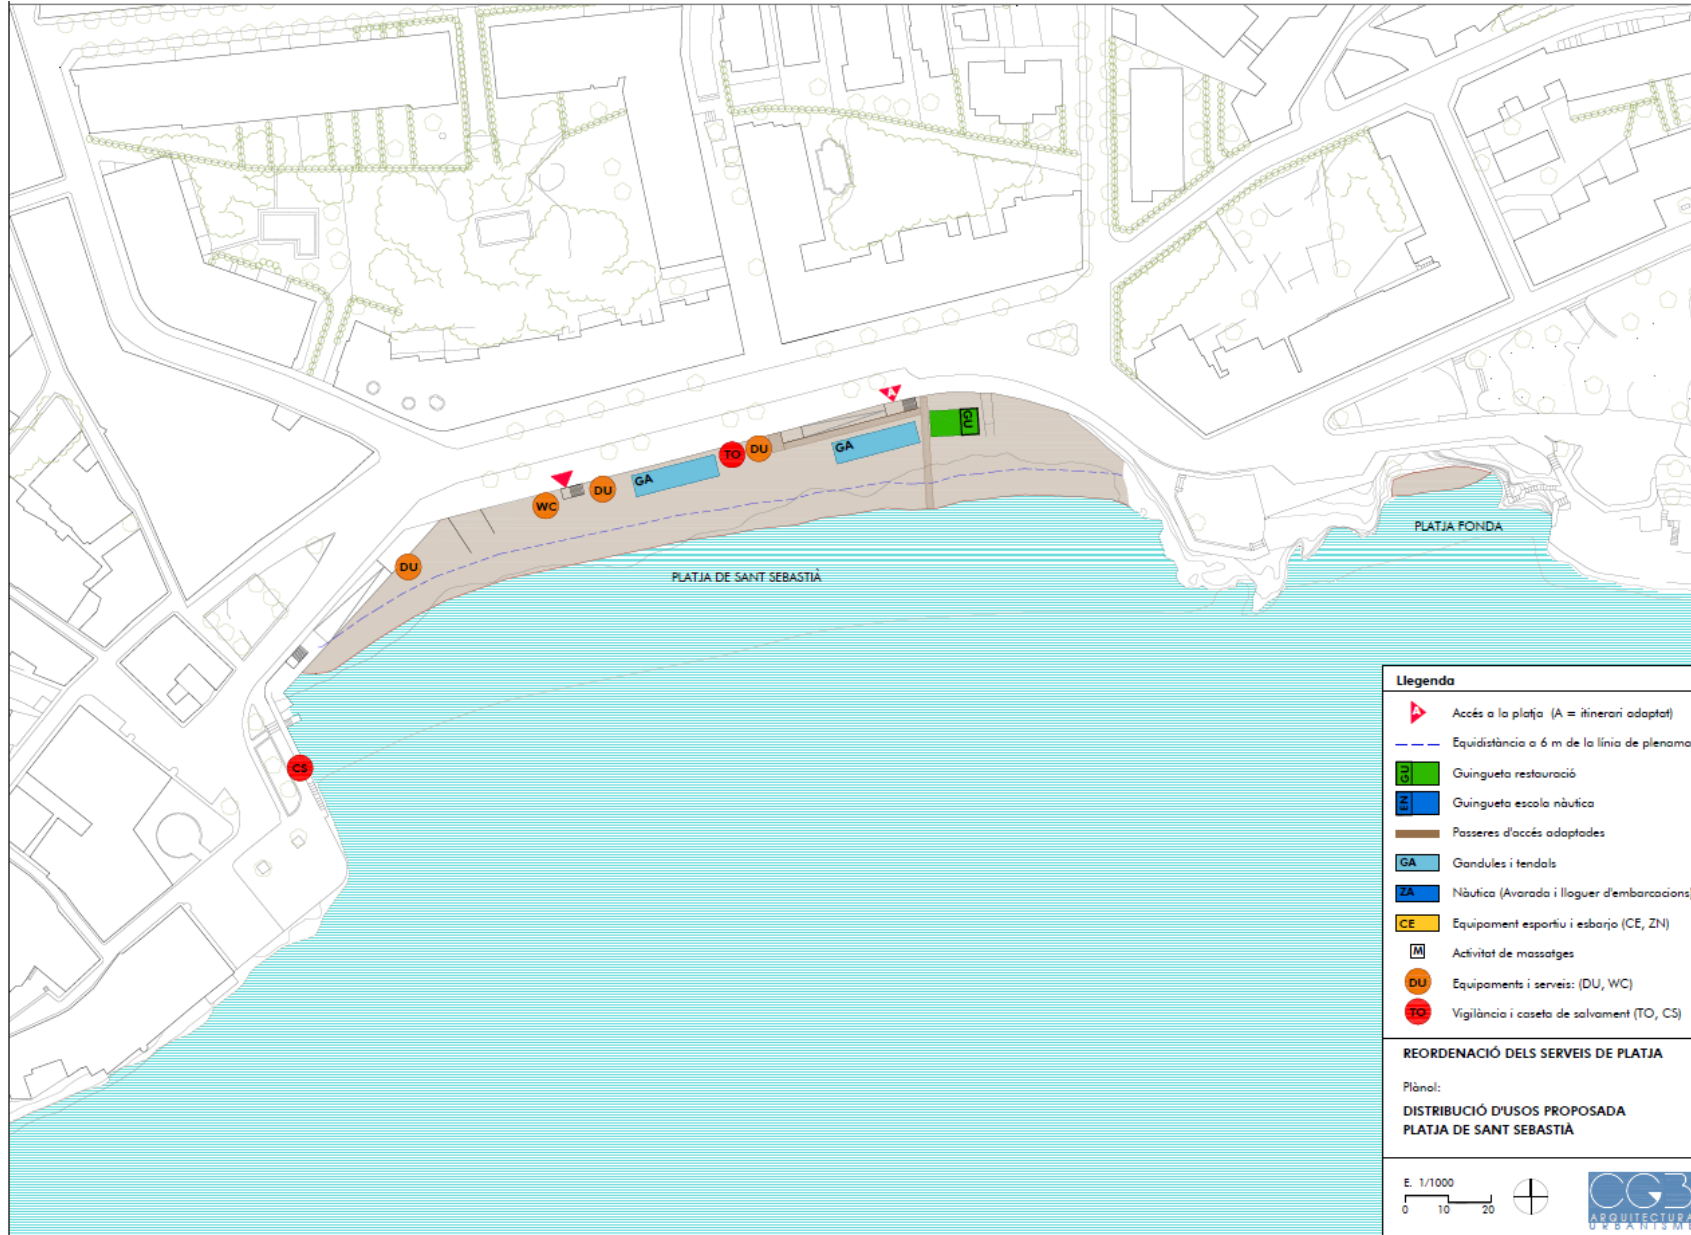 A
GU
GA
TO
DU
GA
DU
WC
DU
PLATJA FONDA
PLATJA DE SANT SEBASTIÀ
CS
Llegenda
A Accés a la platja (A = itinerari adaptat)
Equidistància a 6 m de la línia de plenama
GU Guingueta restauració
EN Guingueta escola nàutica
Passeres d'accés adaptades
GA Gandules i tendals
ZA Nàutica (Avarada i lloguer d'embarcacions)
CE Equipament esportiu i esbarjo (CE, ZN)
M Activitat de massatges
DU Equipaments i serveis: (DU, WC)
TO Vigilància i caseta de salvament (TO, CS)
REORDENACIÓ DELS SERVEIS DE PLATJA
Plànol:
DISTRIBUCIÓ D'USOS PROPOSADA
PLATJA DE SANT SEBASTIÀ
E. 1/1000
0 10 20
CGB
ARQUITECTURA
URBANISME